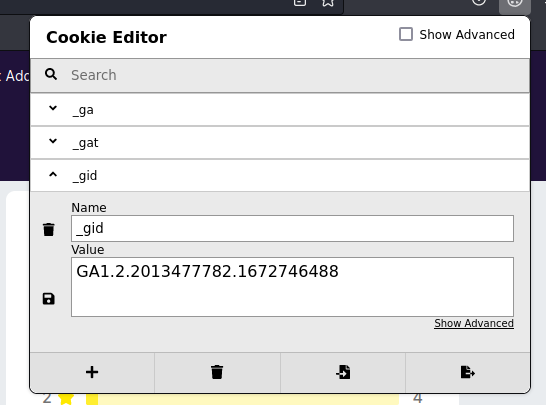 Cookie Editor
Show Advanced
Search
_ga
_gat
_gid
Name
_gid
Value
GA1.2.2013477782.1672746488
Show Advanced
2
4